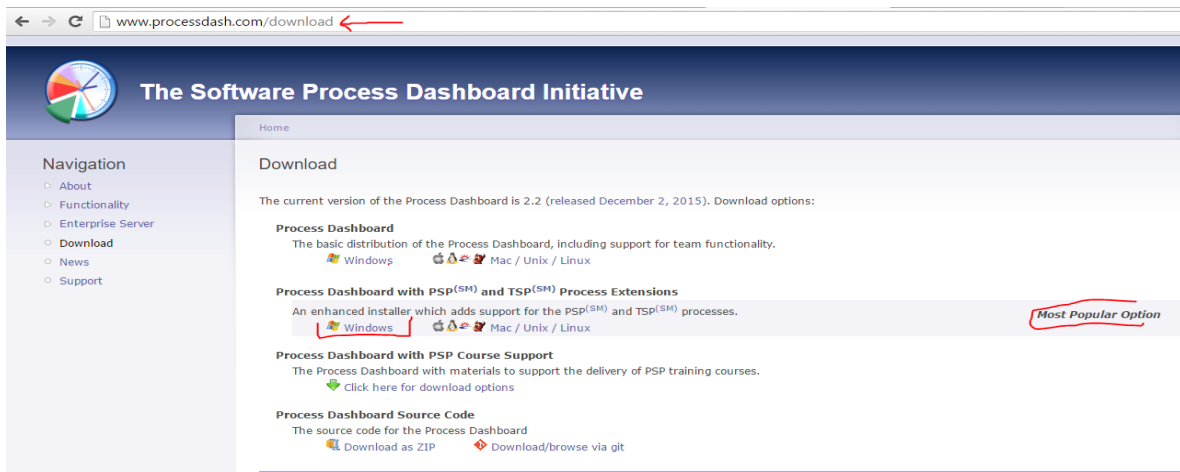 www.processdash.com/download
The Software Process Dashboard Initiative
Home
Navigation
About
Functionality
Enterprise Server
Download
News
Support
Download
The current version of the Process Dashboard is 2.2 (released December 2, 2015). Download options:
Process Dashboard
The basic distribution of the Process Dashboard, including support for team functionality.
Windows Mac / Unix / Linux
Process Dashboard with PSP(SM) and TSP(SM) Process Extensions
An enhanced installer which adds support for the PSP(SM) and TSP(SM) processes.
Most Popular Option
Windows Mac / Unix / Linux
Process Dashboard with PSP Course Support
The Process Dashboard with materials to support the delivery of PSP training courses.
Click here for download options
Process Dashboard Source Code
The source code for the Process Dashboard
Download as ZIP Download/browse via git